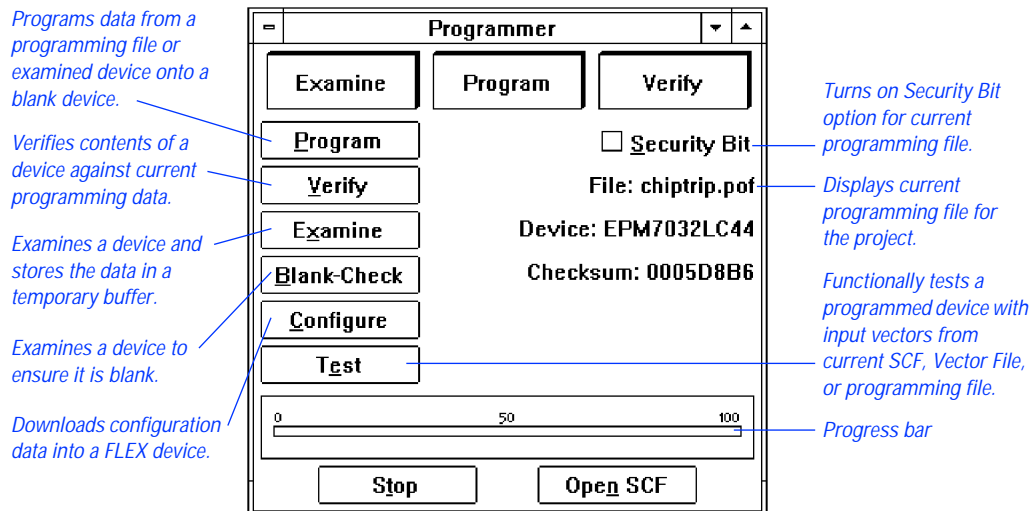 Programs data from a
programming file or
examined device onto a
blank device.
Verifies contents of a
device against current
programming data.
Examines a device and
stores the data in a
temporary buffer.
Examines a device to
ensure it is blank.
Downloads configuration
data into a FLEX device.
Programmer
Examine
Program
Verify
Program
Verify
Examine
Blank-Check
Configure
Test
Security Bit
File: chiptrip.pof
Device: EPM7032LC44
Checksum: 0005D8B6
0 50 100
Stop
Open SCF
Turns on Security Bit
option for current
programming file.
Displays current
programming file for
the project.
Functionally tests a
programmed device with
input vectors from
current SCF, Vector File,
or programming file.
Progress bar